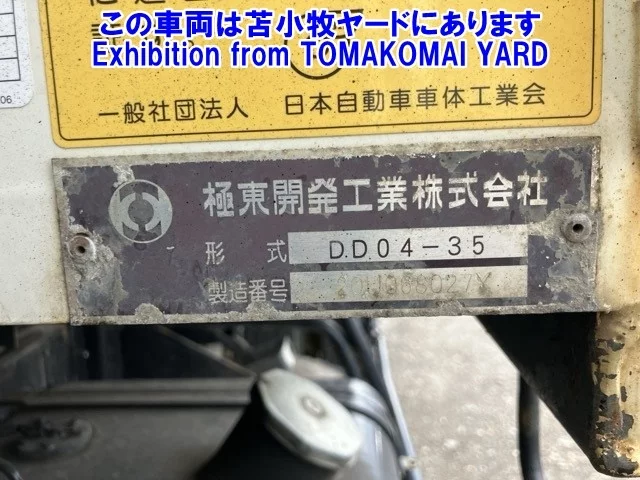 この車両は苫小牧ヤードにあります
Exhibition from TOMAKOMAI YARD
一般社団法人 日本自動車車体工業会
06
極東開発工業株式会社
形式 DD04-35
製造番号